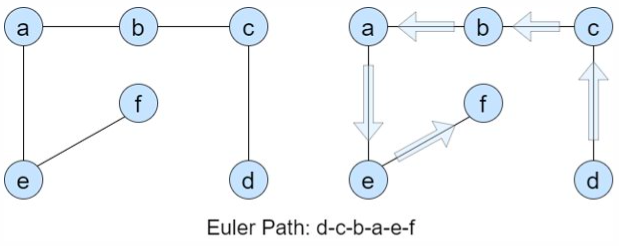 a b c a b c
f f
e d e d
Euler Path: d-c-b-a-e-f